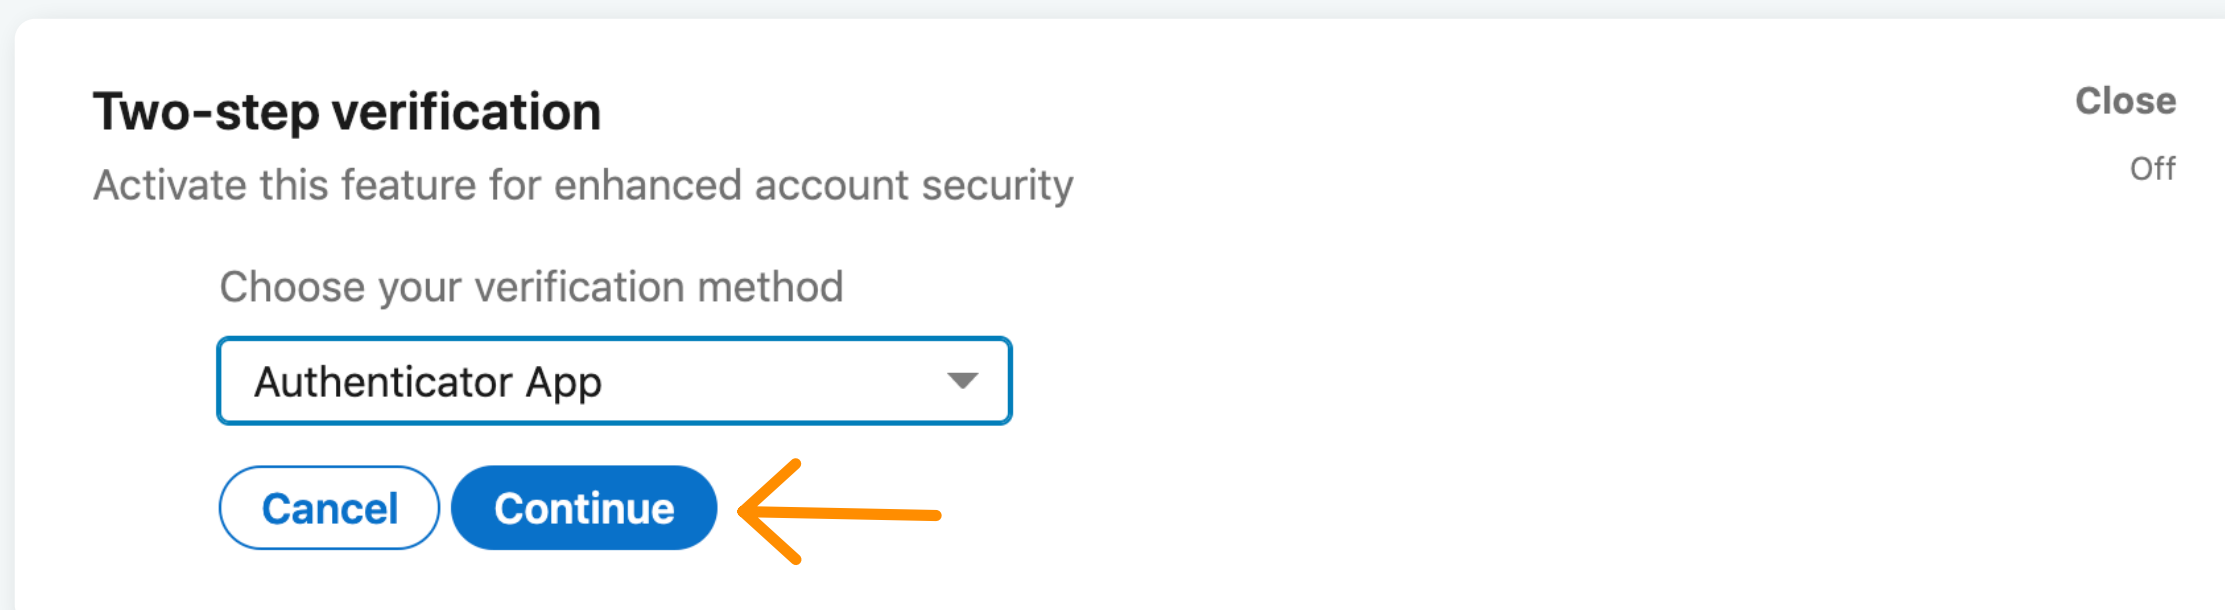 Two-step verification
Close
Activate this feature for enhanced account security
Off
Choose your verification method
Authenticator App
Cancel Continue